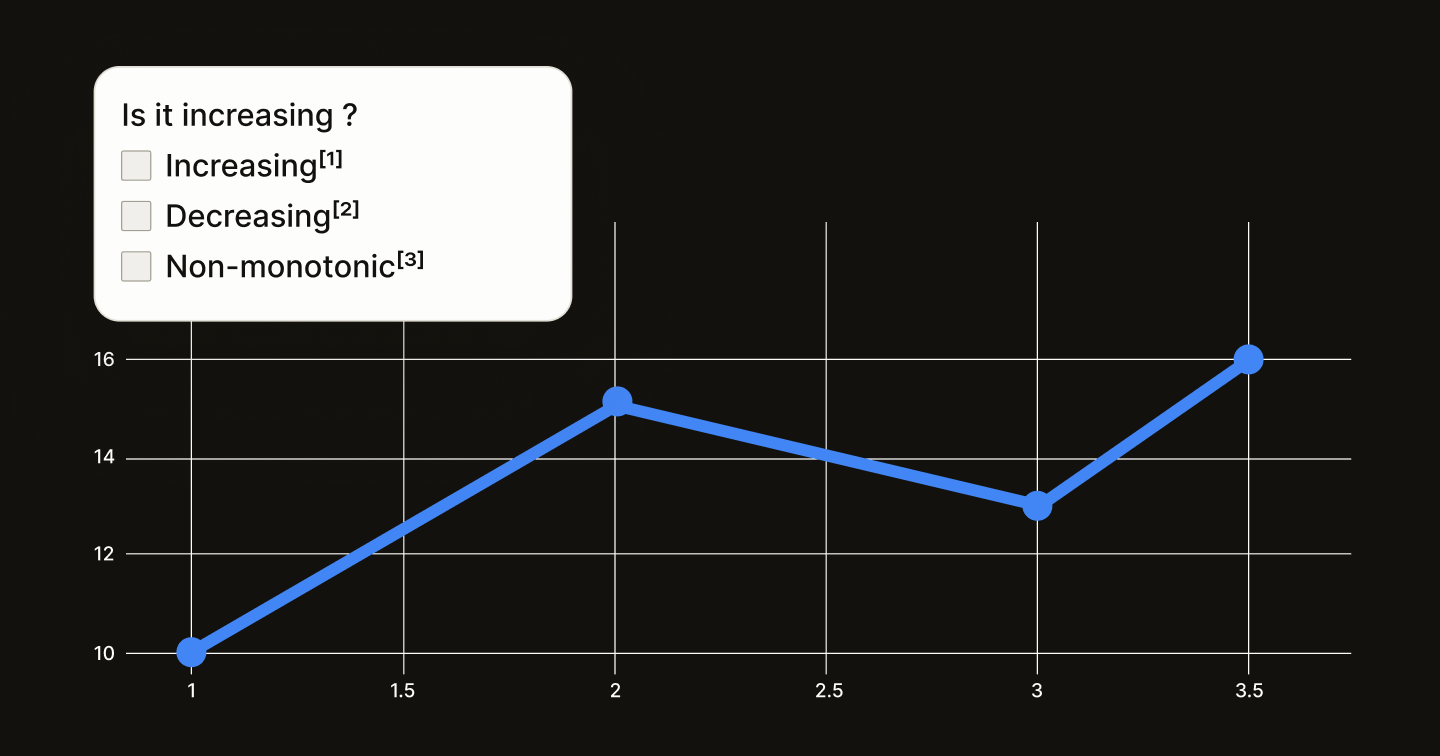 Is it increasing ?
Increasing[1]
Decreasing[2]
Non-monotonic[3]
16
14
12
10
1 1.5 2 2.5 3 3.5